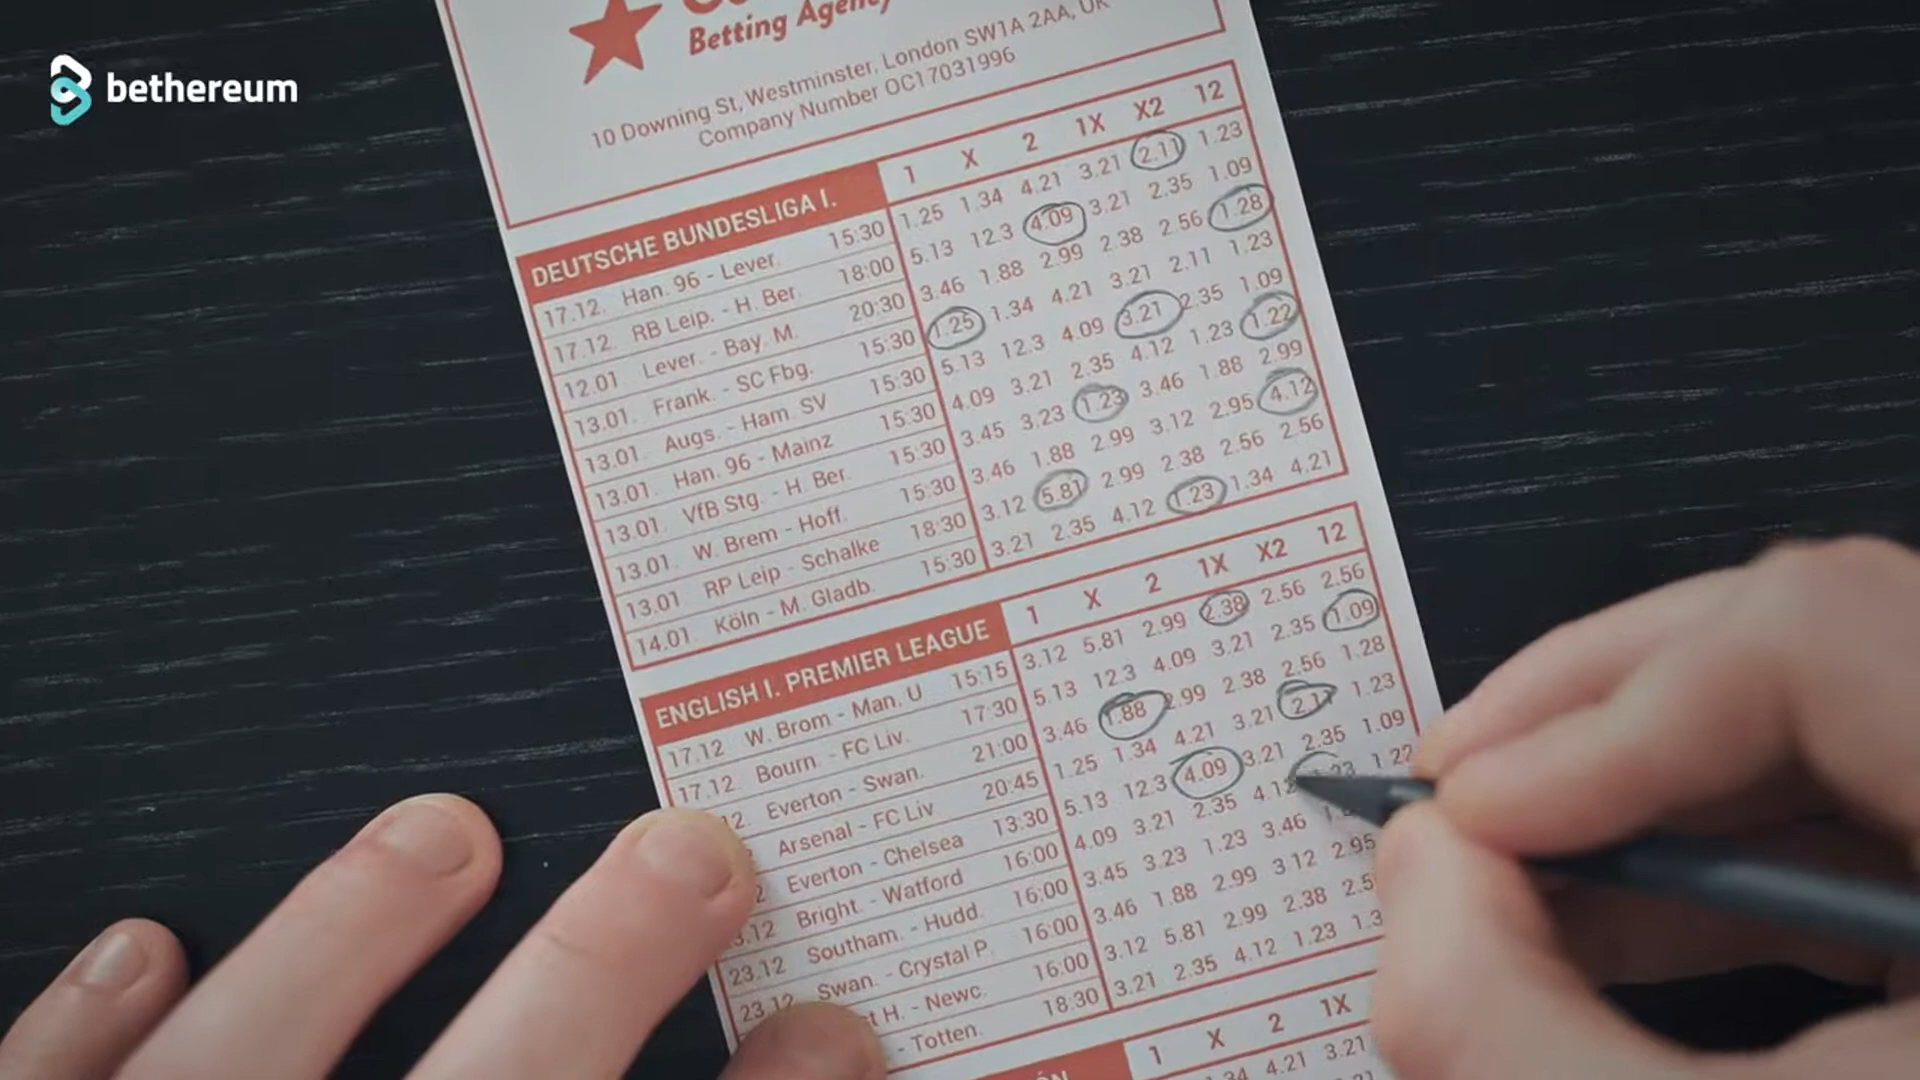 bethereum
Betting Agency
10 Downing St, Westminster, London SW1A 2AA, UK
Company Number OC17031996
DEUTSCHE BUNDESLIGA I. 1 X 2 1X X2 12
17.12. Han. 96 - Lever. 15:30 1.25 1.34 4.21 3.21 2.11 1.23
17.12. RB Leip. - H. Ber. 18:00 5.13 12.3 4.09 3.21 2.35 1.09
12.01 Lever. - Bay. M. 20:30 3.46 1.88 2.99 2.38 2.56 1.28
13.01. Frank. - SC Fbg. 15:30 1.25 1.34 4.21 3.21 2.11 1.23
13.01. Augs. - Ham. SV 15:30 5.13 12.3 4.09 3.21 2.35 1.09
13.01. Han. 96 - Mainz 15:30 4.09 3.21 2.35 4.12 1.23 1.22
13.01. VfB Stg. - H. Ber. 15:30 3.45 3.23 1.23 3.46 1.88 2.99
13.01. W. Brem - Hoff. 15:30 3.46 1.88 2.99 3.12 2.95 4.12
13.01. RP Leip - Schalke 18:30 3.12 5.81 2.99 2.38 2.56 2.56
14.01. Köln - M. Gladb. 15:30 3.21 2.35 4.12 1.23 1.34 4.21
ENGLISH I. PREMIER LEAGUE 1 X 2 1X X2 12
17.12 W. Brom - Man. U 15:15 3.12 5.81 2.99 2.38 2.56 2.56
17.12. Bourn - FC Liv. 17:30 5.13 12.3 4.09 3.21 2.35 1.09
12. Everton - Swan. 21:00 3.46 1.88 2.99 2.38 2.56 1.28
Arsenal - FC Liv. 20:45 1.25 1.34 4.21 3.21 2.11 1.23
Everton - Chelsea 13:30 5.13 12.3 4.09 3.21 2.35 1.09
Bright. - Watford 16:00 4.09 3.21 2.35 4.12 1.22
23.12 Southam. - Hudd. 16:00 3.45 3.23 1.23 3.46
23.12 Swan. - Crystal P. 16:00 3.46 1.88 2.99 3.12 2.95
H. - Newc. 16:00 3.12 5.81 2.99 2.38
- Totten. 18:30 3.21 2.35 4.12 1.23
1 X 2 1X
4.21 3.21